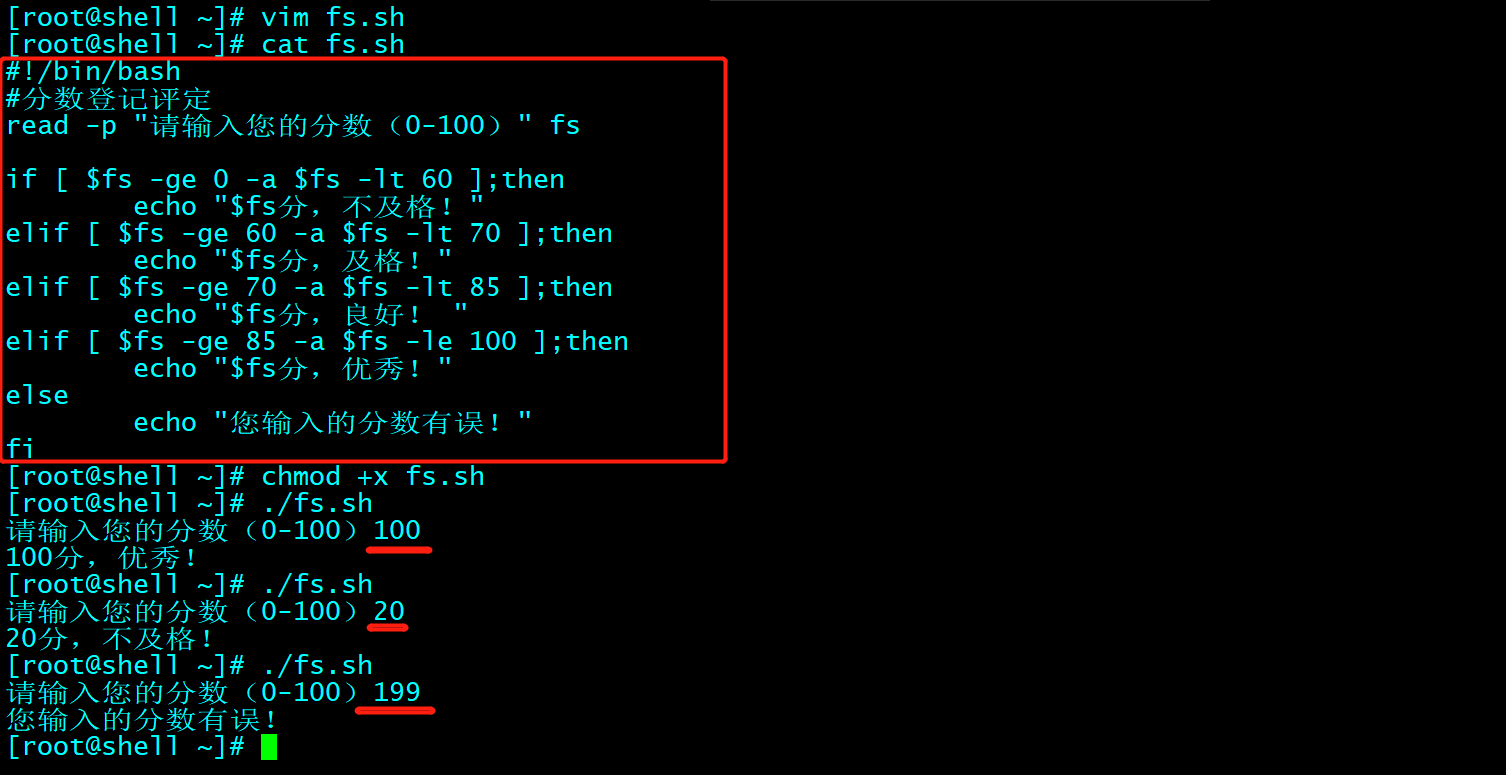 [root@shell ~]# vim fs.sh
[root@shell ~]# cat fs.sh
#!/bin/bash
#分数登记评定
read -p "请输入您的分数（0-100）" fs

if [ $fs -ge 0 -a $fs -lt 60 ];then
        echo "$fs分，不及格！"
elif [ $fs -ge 60 -a $fs -lt 70 ];then
        echo "$fs分，及格！"
elif [ $fs -ge 70 -a $fs -lt 85 ];then
        echo "$fs分，良好！ "
elif [ $fs -ge 85 -a $fs -le 100 ];then
        echo "$fs分，优秀！"
else
        echo "您输入的分数有误！"
fi
[root@shell ~]# chmod +x fs.sh
[root@shell ~]# ./fs.sh
请输入您的分数（0-100）100
100分，优秀！
[root@shell ~]# ./fs.sh
请输入您的分数（0-100）20
20分，不及格！
[root@shell ~]# ./fs.sh
请输入您的分数（0-100）199
您输入的分数有误！
[root@shell ~]#